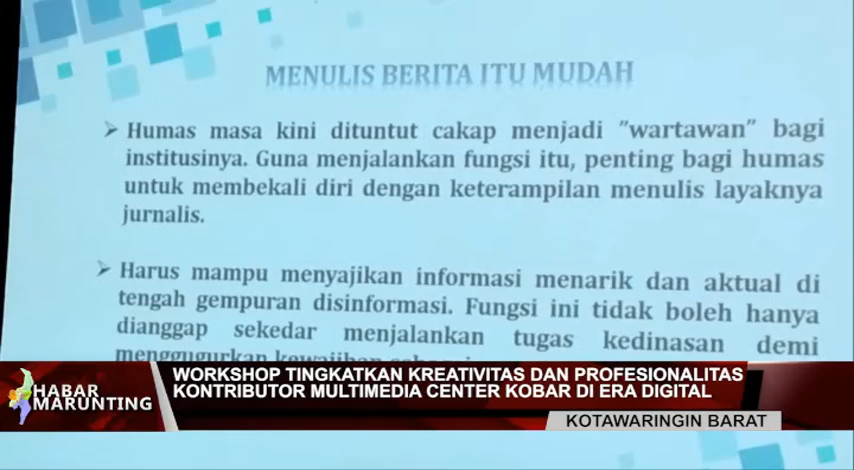 MENULIS BERITA ITU MUDAH
➢ Humas masa kini dituntut cakap menjadi "wartawan" bagi
institusinya. Guna menjalankan fungsi itu, penting bagi humas
untuk membekali diri dengan keterampilan menulis layaknya
jurnalis.
➢ Harus mampu menyajikan informasi menarik dan aktual di
tengah gempuran disinformasi. Fungsi ini tidak boleh hanya
dianggap sekedar menjalankan tugas kedinasan demi
menggugurkan kewajiban
WORKSHOP TINGKATKAN KREATIVITAS DAN PROFESIONALITAS
KONTRIBUTOR MULTIMEDIA CENTER KOBAR DI ERA DIGITAL
HABAR
MARUNTING
KOTAWARINGIN BARAT